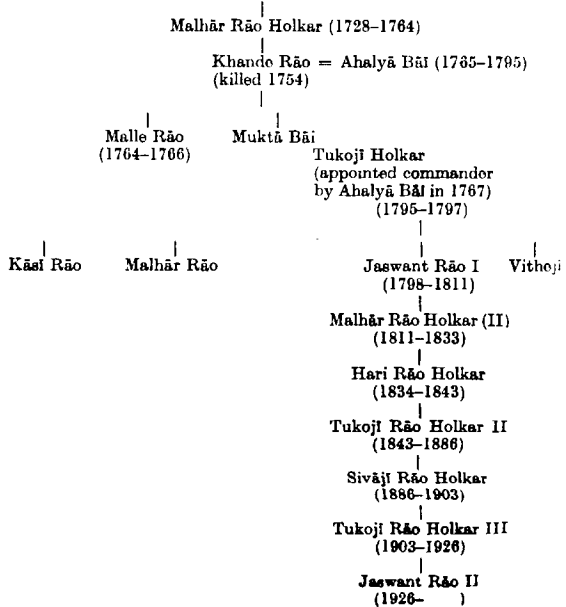 Malhār Rāo Holkar (1728–1764)
Khande Rāo = Ahalyā Bāī (1765–1795)
(killed 1754)
Malle Rāo Muktā Bāi
(1764–1766)
Tukojī Holkar
(appointed commander
by Ahalyā Bāī in 1767)
(1795–1797)
Kāsī Rāo Malhār Rāo Jaswant Rāo I Vithoji
(1798–1811)
Malhār Rāo Holkar (II)
(1811–1833)
Hari Rāo Holkar
(1834–1843)
Tukojī Rāo Holkar II
(1843–1886)
Sivājī Rāo Holkar
(1886–1903)
Tukojī Rāo Holkar III
(1903–1926)
Jaswant Rāo II
(1926– )